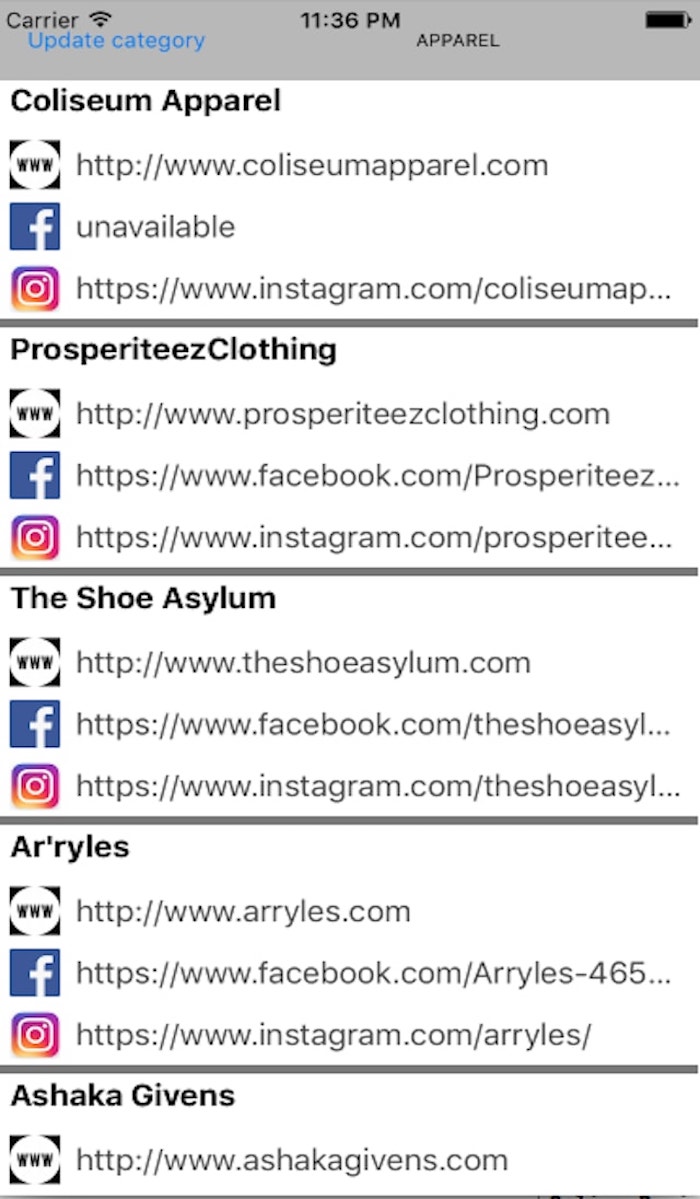 Carrier 11:36 PM
Update category APPAREL
Coliseum Apparel
www http://www.coliseumapparel.com
unavailable
https://www.instagram.com/coliseumap...
ProsperiteezClothing
www http://www.prosperiteezclothing.com
https://www.facebook.com/Prosperiteez...
https://www.instagram.com/prosperitee...
The Shoe Asylum
www http://www.theshoeasylum.com
https://www.facebook.com/theshoeasyl...
https://www.instagram.com/theshoeasyl...
Ar'ryles
www http://www.arryles.com
https://www.facebook.com/Arryles-465...
https://www.instagram.com/arryles/
Ashaka Givens
www http://www.ashakagivens.com